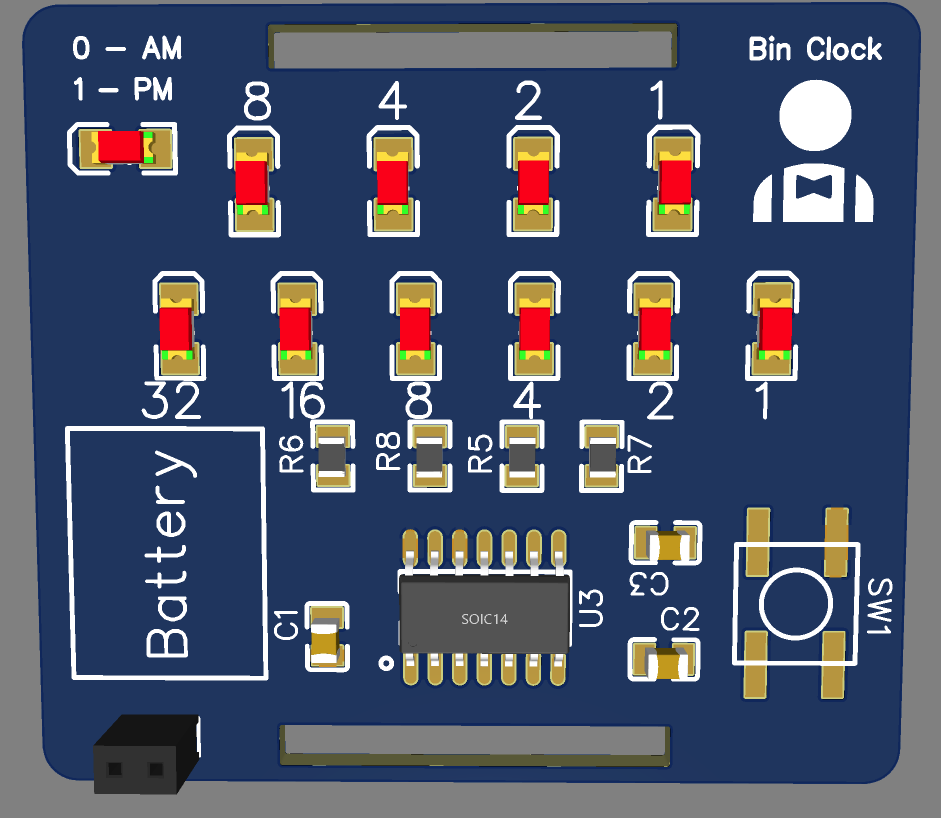 0 - AM
1 - PM
Bin Clock
8 4 2 1
32 16 8 4 2 1
R6 R8 R5 R7
Battery
C1
SOIC14
U3
C3
C2
SW1